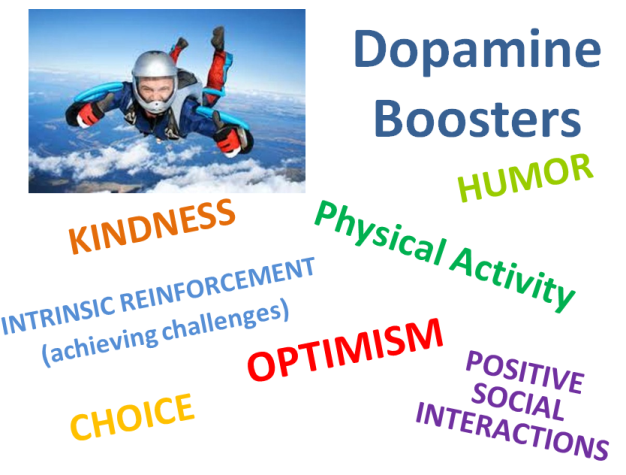 Dopamine
Boosters
HUMOR
KINDNESS
Physical Activity
INTRINSIC REINFORCEMENT
(achieving challenges)
OPTIMISM
POSITIVE
SOCIAL
INTERACTIONS
CHOICE